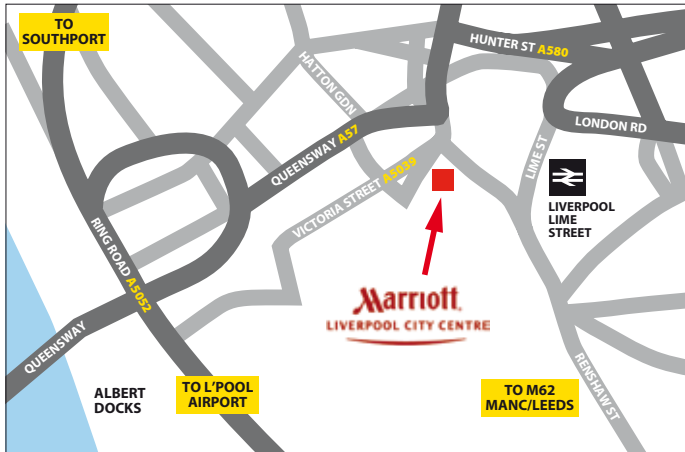 TO
SOUTHPORT
HUNTER ST A580
HATTON GDN
LONDON RD
QUEENSWAY A57
LIME ST
VICTORIA STREET A5039
LIVERPOOL
LIME
STREET
RING ROAD A5052
Marriott.
LIVERPOOL CITY CENTRE
QUEENSWAY
ALBERT
DOCKS
TO L'POOL
AIRPORT
TO M62
MANC/LEEDS
RENSHAW ST